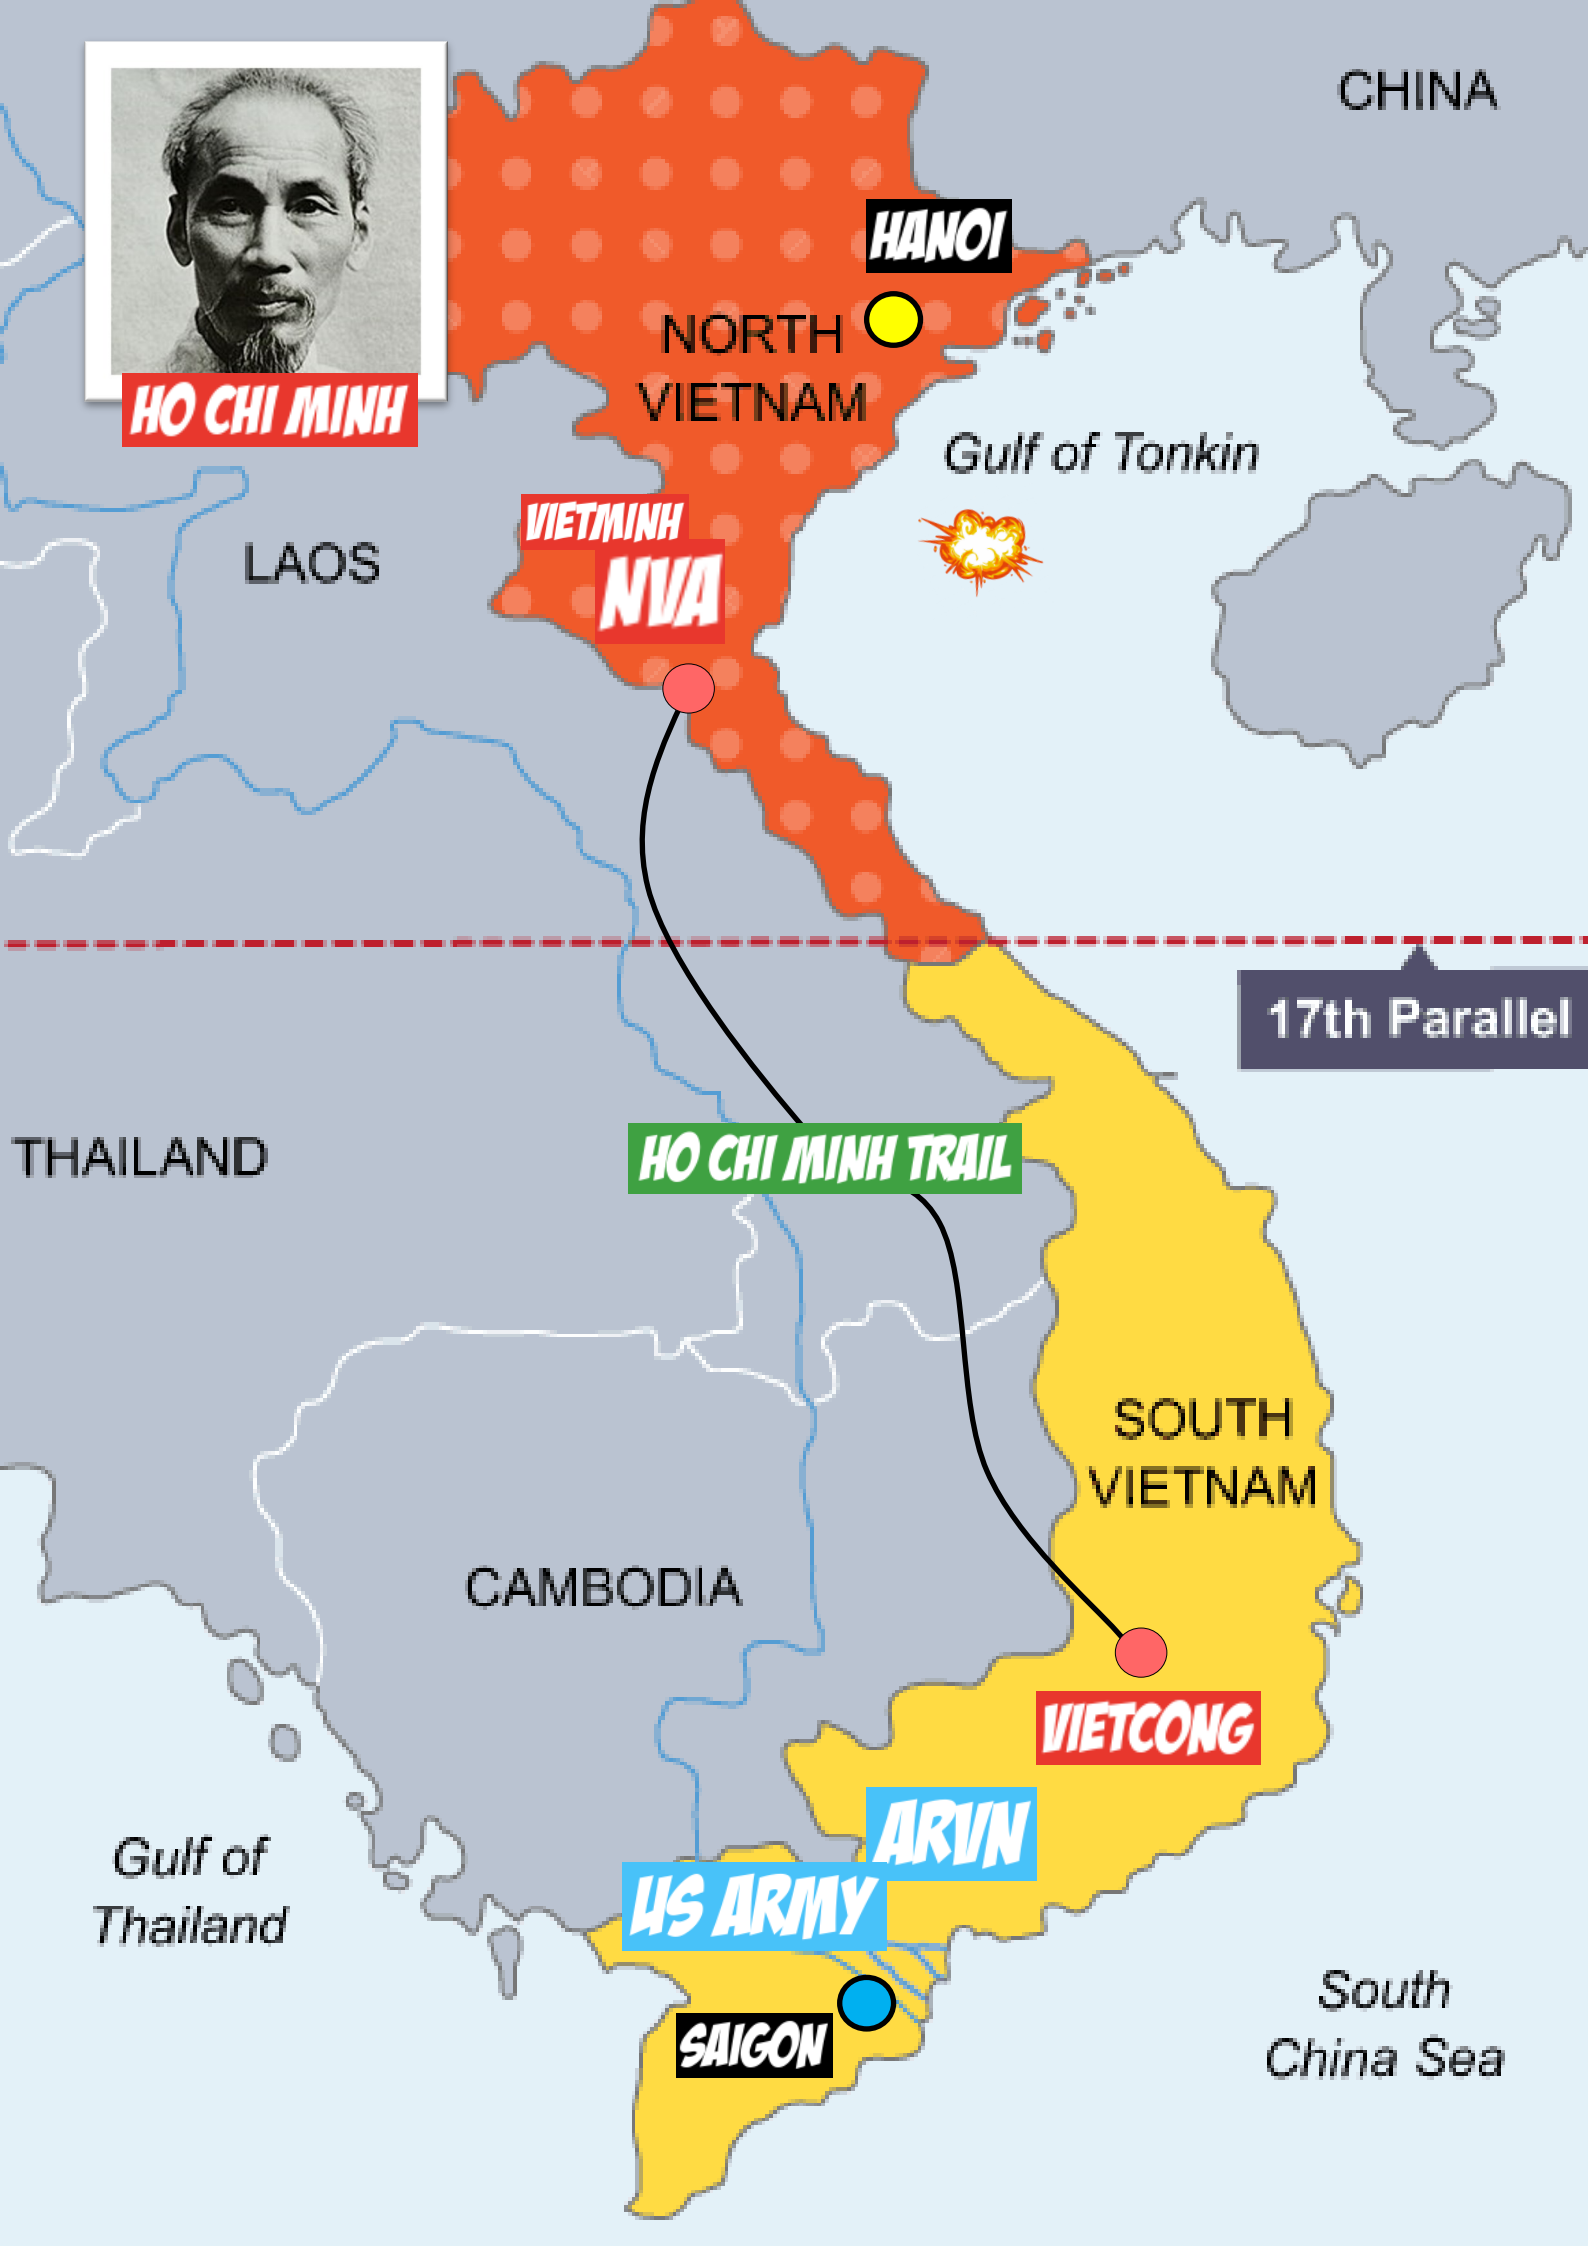 CHINA
HANOI
NORTH
VIETNAM
HO CHI MINH
Gulf of Tonkin
VIETMINH
LAOS
NVA
17th Parallel
HO CHI MINH TRAIL
THAILAND
SOUTH
VIETNAM
CAMBODIA
VIETCONG
ARVN
US ARMY
Gulf of
Thailand
SAIGON
South
China Sea